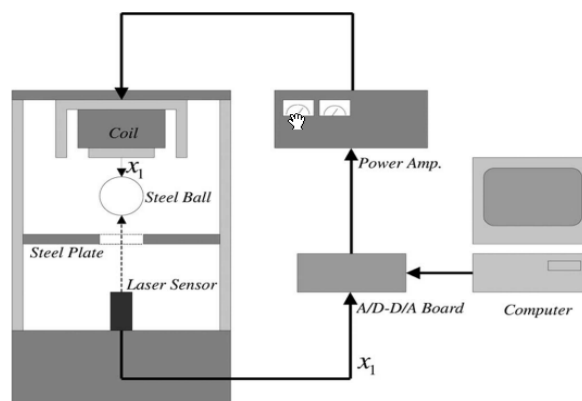 Coil
x₁
Steel Ball
Steel Plate
Laser Sensor
Power Amp.
A/D-D/A Board
Computer
x₁